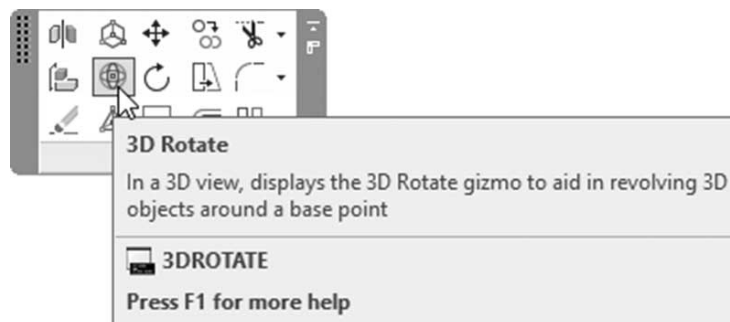 3D Rotate
In a 3D view, displays the 3D Rotate gizmo to aid in revolving 3D
objects around a base point
3DROTATE
Press F1 for more help